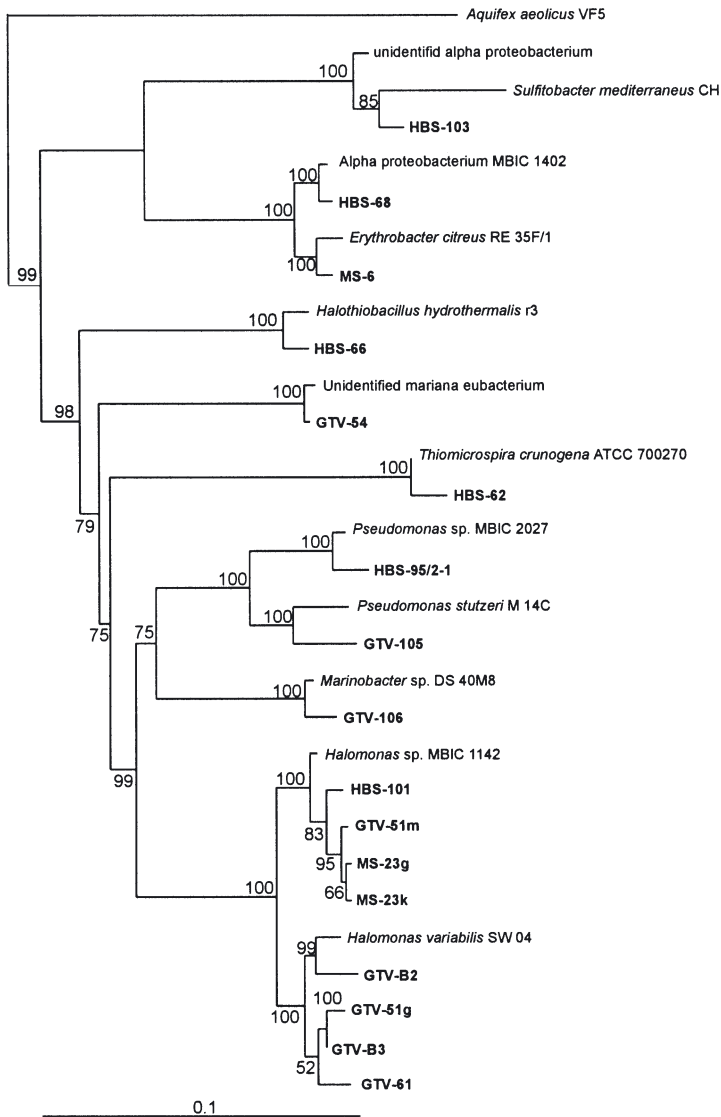 Aquifex aeolicus VF5
unidentifid alpha proteobacterium
100
Sulfitobacter mediterraneus CH
85
HBS-103
Alpha proteobacterium MBIC 1402
100
HBS-68
100
Erythrobacter citreus RE 35F/1
100
MS-6
99
Halothiobacillus hydrothermalis r3
100
HBS-66
Unidentified mariana eubacterium
100
98
GTV-54
Thiomicrospira crunogena ATCC 700270
100
HBS-62
79
Pseudomonas sp. MBIC 2027
100
HBS-95/2-1
100
Pseudomonas stutzeri M 14C
100
75
75
GTV-105
Marinobacter sp. DS 40M8
100
GTV-106
Halomonas sp. MBIC 1142
99
100
HBS-101
83
GTV-51m
95
MS-23g
66
100
MS-23k
Halomonas variabilis SW 04
99
GTV-B2
100
GTV-51g
100
GTV-B3
52
GTV-61
0.1